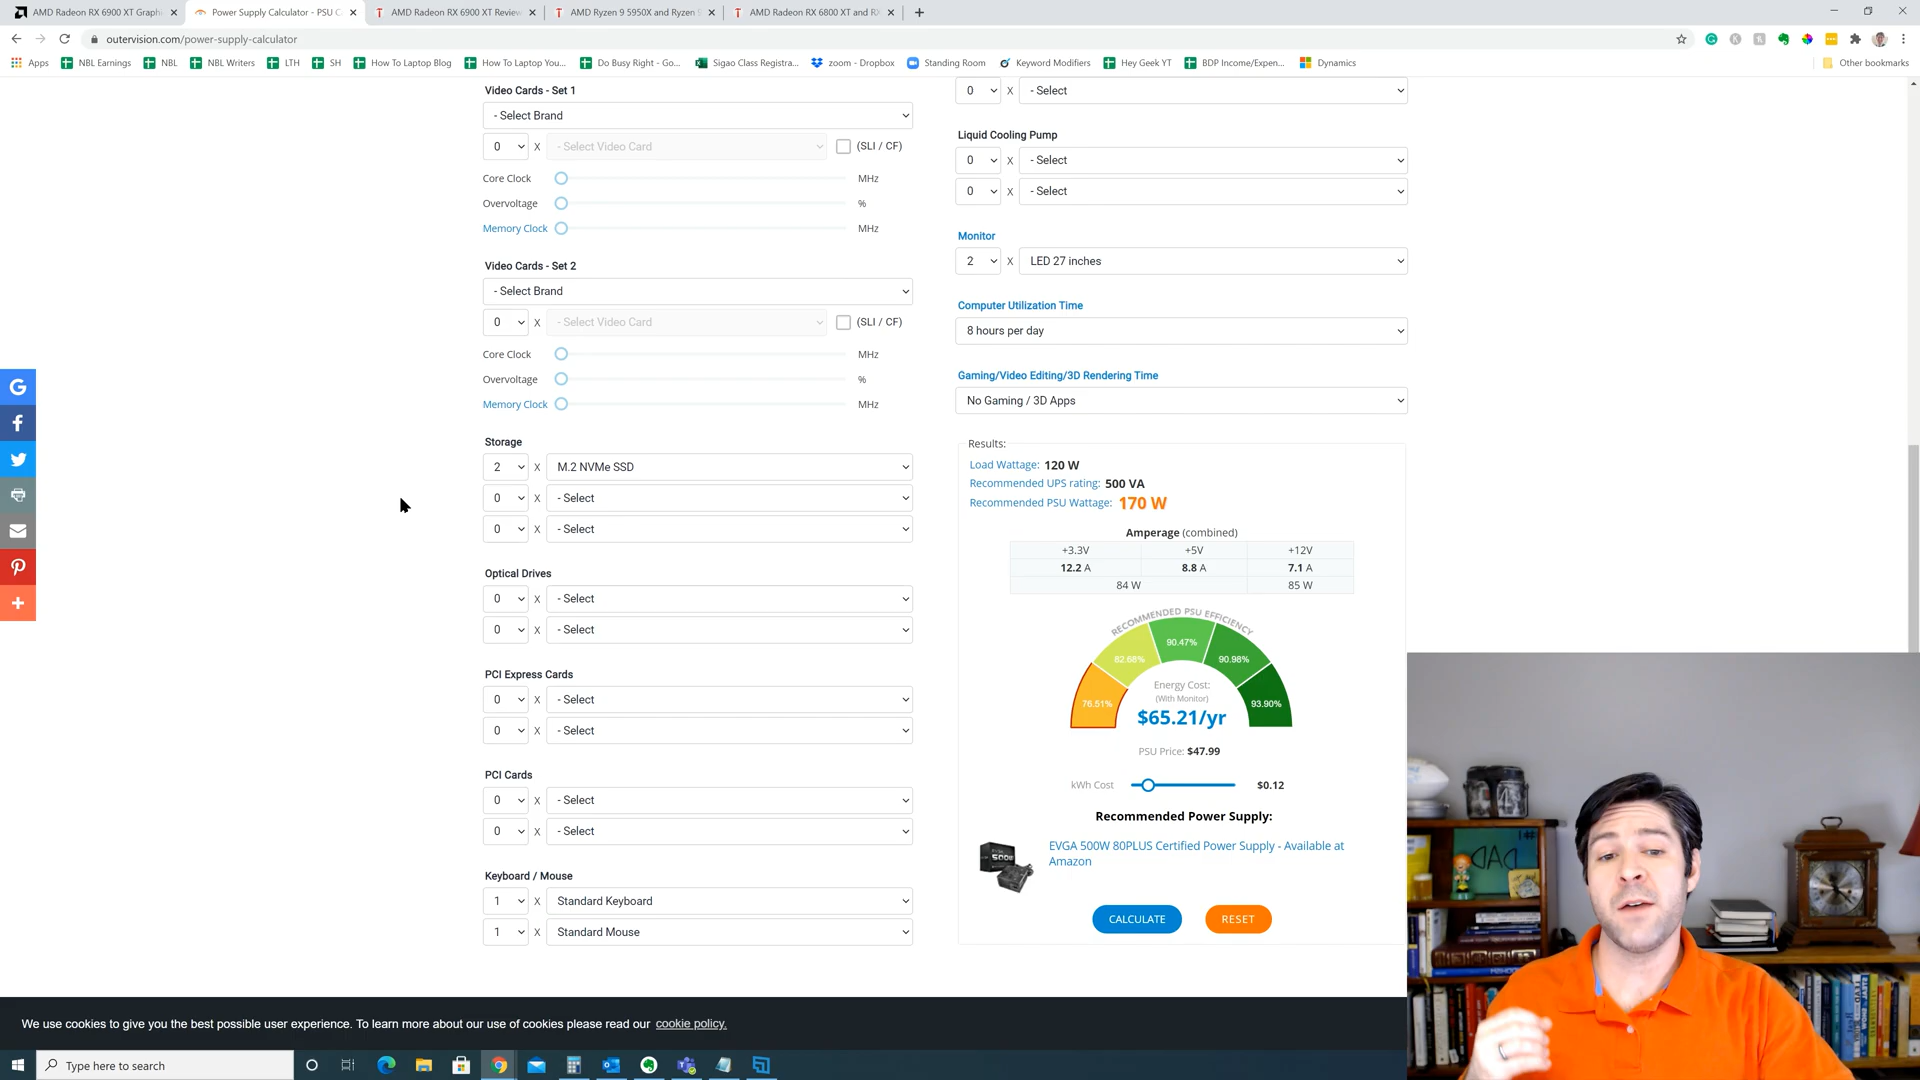 AMD Radeon RX 6900 XT Graphi
Power Supply Calculator - PSU C
AMD Radeon RX 6900 XT Review
AMD Ryzen 9 5950X and Ryzen 9
AMD Radeon RX 6800 XT and RX
outervision.com/power-supply-calculator
Apps
NBL Earnings
NBL
NBL Writers
LTH
SH
How To Laptop Blog
How To Laptop You...
Do Busy Right - Go...
Sigao Class Registra...
zoom - Dropbox
Standing Room
Keyword Modifiers
Hey Geek YT
BDP Income/Expen...
Dynamics
Other bookmarks
Video Cards - Set 1
- Select Brand
0 X - Select Video Card (SLI / CF)
Core Clock MHz
Overvoltage %
Memory Clock MHz
Video Cards - Set 2
- Select Brand
0 X - Select Video Card (SLI / CF)
Core Clock MHz
Overvoltage %
Memory Clock MHz
Storage
2 X M.2 NVMe SSD
0 X - Select
0 X - Select
Optical Drives
0 X - Select
0 X - Select
PCI Express Cards
0 X - Select
0 X - Select
PCI Cards
0 X - Select
0 X - Select
Keyboard / Mouse
1 X Standard Keyboard
1 X Standard Mouse
0 X - Select
Liquid Cooling Pump
0 X - Select
0 X - Select
Monitor
2 X LED 27 inches
Computer Utilization Time
8 hours per day
Gaming/Video Editing/3D Rendering Time
No Gaming / 3D Apps
Results:
Load Wattage: 120 W
Recommended UPS rating: 500 VA
Recommended PSU Wattage: 170 W
Amperage (combined)
+3.3V +5V +12V
12.2 A 8.8 A 7.1 A
84 W 85 W
RECOMMENDED PSU EFFICIENCY
76.51% 82.68% 90.47% 90.98% 93.90%
Energy Cost:
(With Monitor)
$65.21/yr
PSU Price: $47.99
kWh Cost $0.12
Recommended Power Supply:
EVGA 500W 80PLUS Certified Power Supply - Available at
Amazon
CALCULATE RESET
DAD
We use cookies to give you the best possible user experience. To learn more about our use of cookies please read our cookie policy.
Type here to search